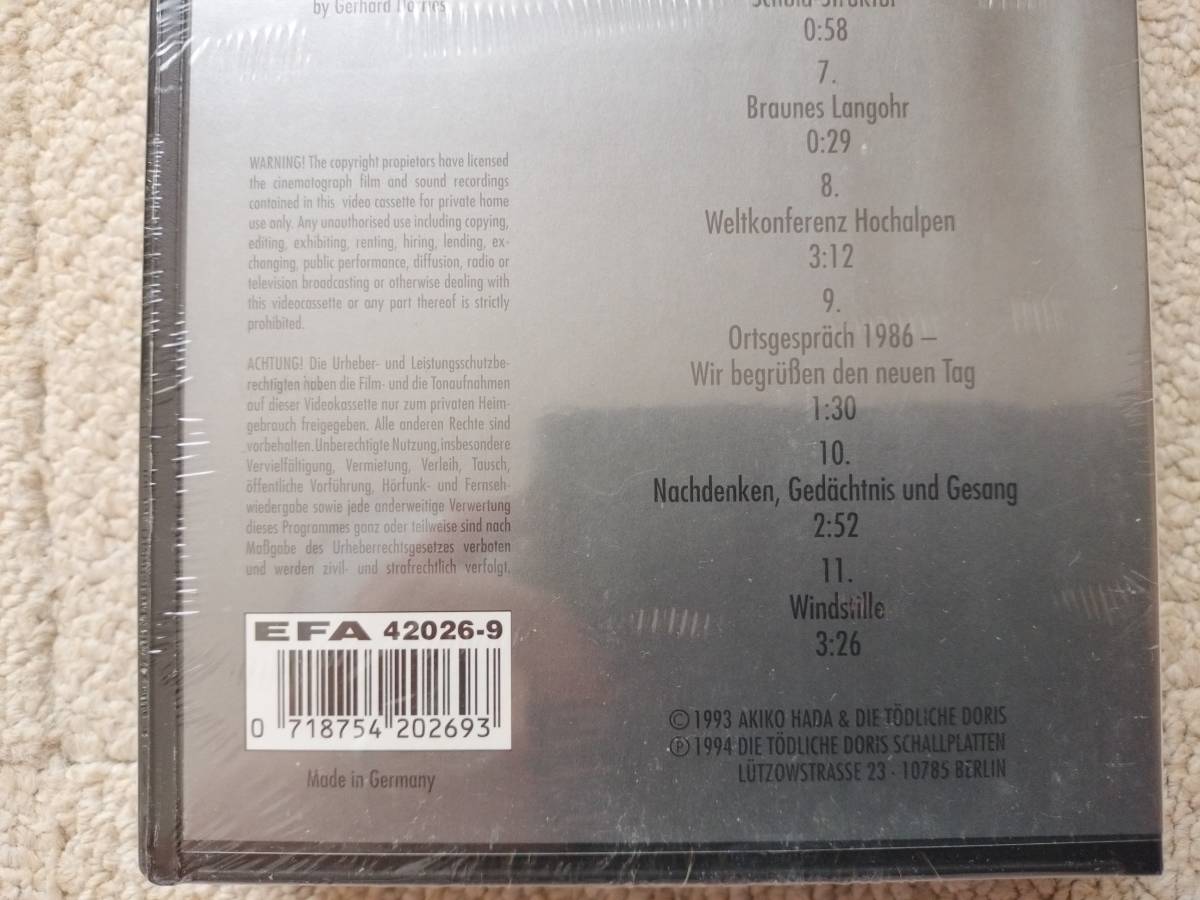 by Gerhard
Schuld-Struktur
0:58
7.
Braunes Langohr
0:29
8.
Weltkonferenz Hochalpen
3:12
9.
Ortsgespräch 1986 –
Wir begrüßen den neuen Tag
1:30
10.
Nachdenken, Gedächtnis und Gesang
2:52
11.
Windstille
3:26
WARNING! The copyright propietors have licensed
the cinematograph film and sound recordings
contained in this video cassette for private home
use only. Any unauthorised use including copying,
editing, exhibiting, renting, hiring, lending, ex-
changing, public performance, diffusion, radio or
television broadcasting or otherwise dealing with
this videocassette or any part thereof is strictly
prohibited.
ACHTUNG! Die Urheber- und Leistungsschutzbe-
rechtigten haben die Film- und die Tonaufnahmen
auf dieser Videokassette nur zum privaten Heim-
gebrauch freigegeben. Alle anderen Rechte sind
vorbehalten. Unberechtigte Nutzung, insbesondere
Vervielfältigung, Vermietung, Verleih, Tausch,
öffentliche Vorführung, Hörfunk- und Fernseh-
wiedergabe sowie jede anderweitige Verwertung
dieses Programmes ganz oder teilweise sind nach
Maßgabe des Urheberrechtsgesetzes verboten
und werden zivil- und strafrechtlich verfolgt.
EFA 42026-9
0 718754 202693
Made in Germany
© 1993 AKIKO HADA & DIE TÖDLICHE DORIS
℗ 1994 DIE TÖDLICHE DORIS SCHALLPLATTEN
LÜTZOWSTRASSE 23 · 10785 BERLIN